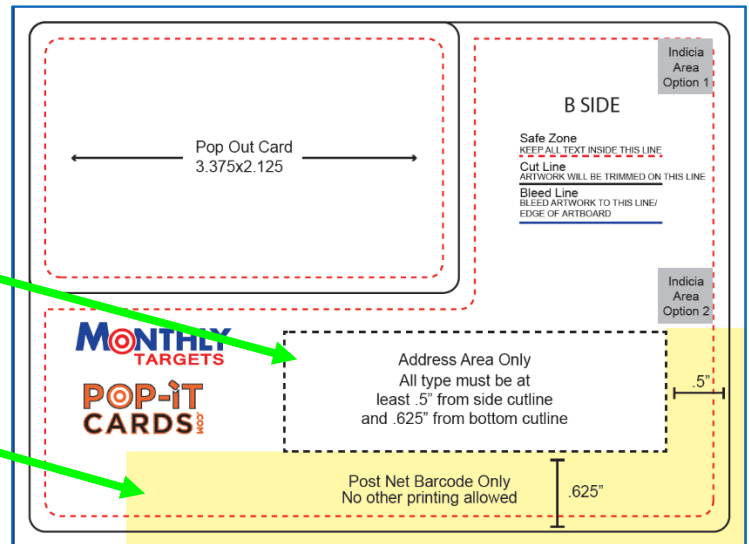 Indicia
Area
Option 1
B SIDE
Safe Zone
KEEP ALL TEXT INSIDE THIS LINE
Cut Line
ARTWORK WILL BE TRIMMED ON THIS LINE
Bleed Line
BLEED ARTWORK TO THIS LINE/
EDGE OF ARTBOARD
Pop Out Card
3.375x2.125
Indicia
Area
Option 2
MONTHLY
TARGETS
POP-iT
CARDS.COM
Address Area Only
All type must be at
least .5" from side cutline
and .625" from bottom cutline
.5"
Post Net Barcode Only
No other printing allowed
.625"